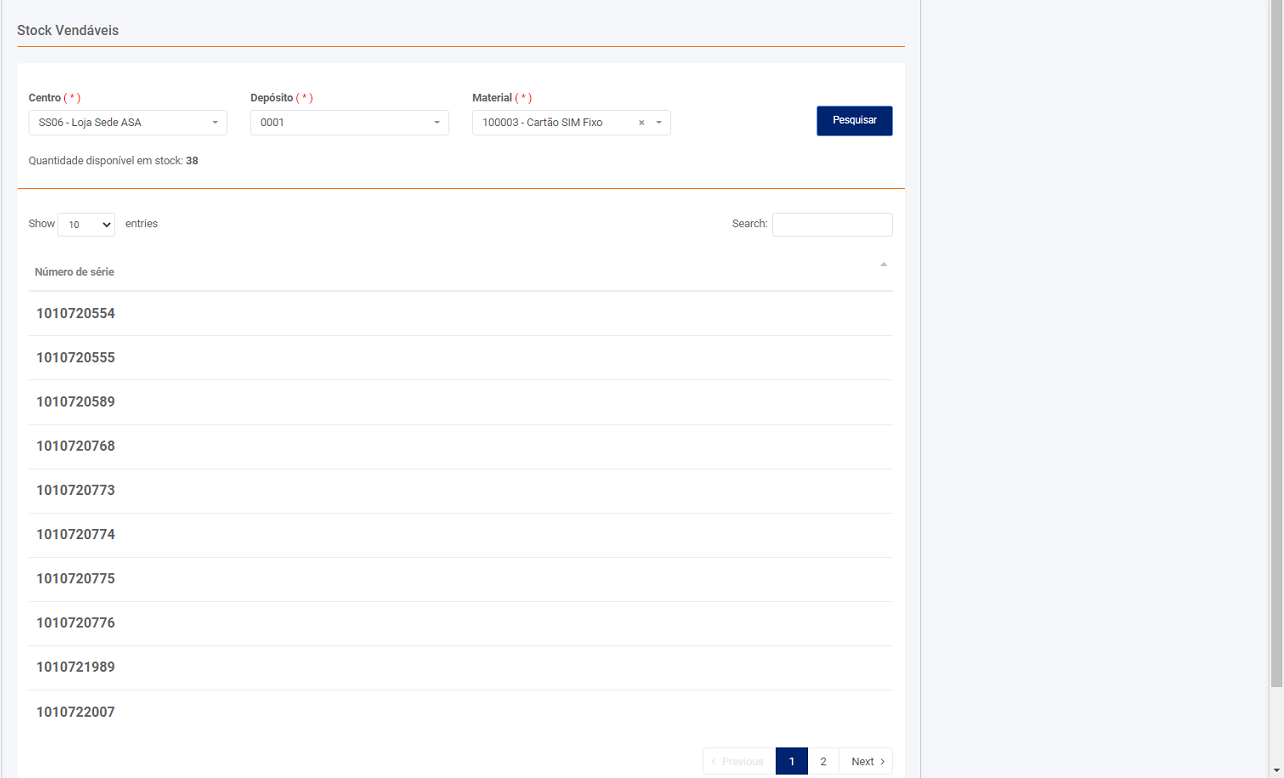 Stock Vendáveis
Centro ( * ) Depósito ( * ) Material ( * )
SS06 - Loja Sede ASA 0001 100003 - Cartão SIM Fixo × Pesquisar
Quantidade disponível em stock: 38
Show 10 entries Search:
Número de série
1010720554
1010720555
1010720589
1010720768
1010720773
1010720774
1010720775
1010720776
1010721989
1010722007
‹ Previous 1 2 Next ›